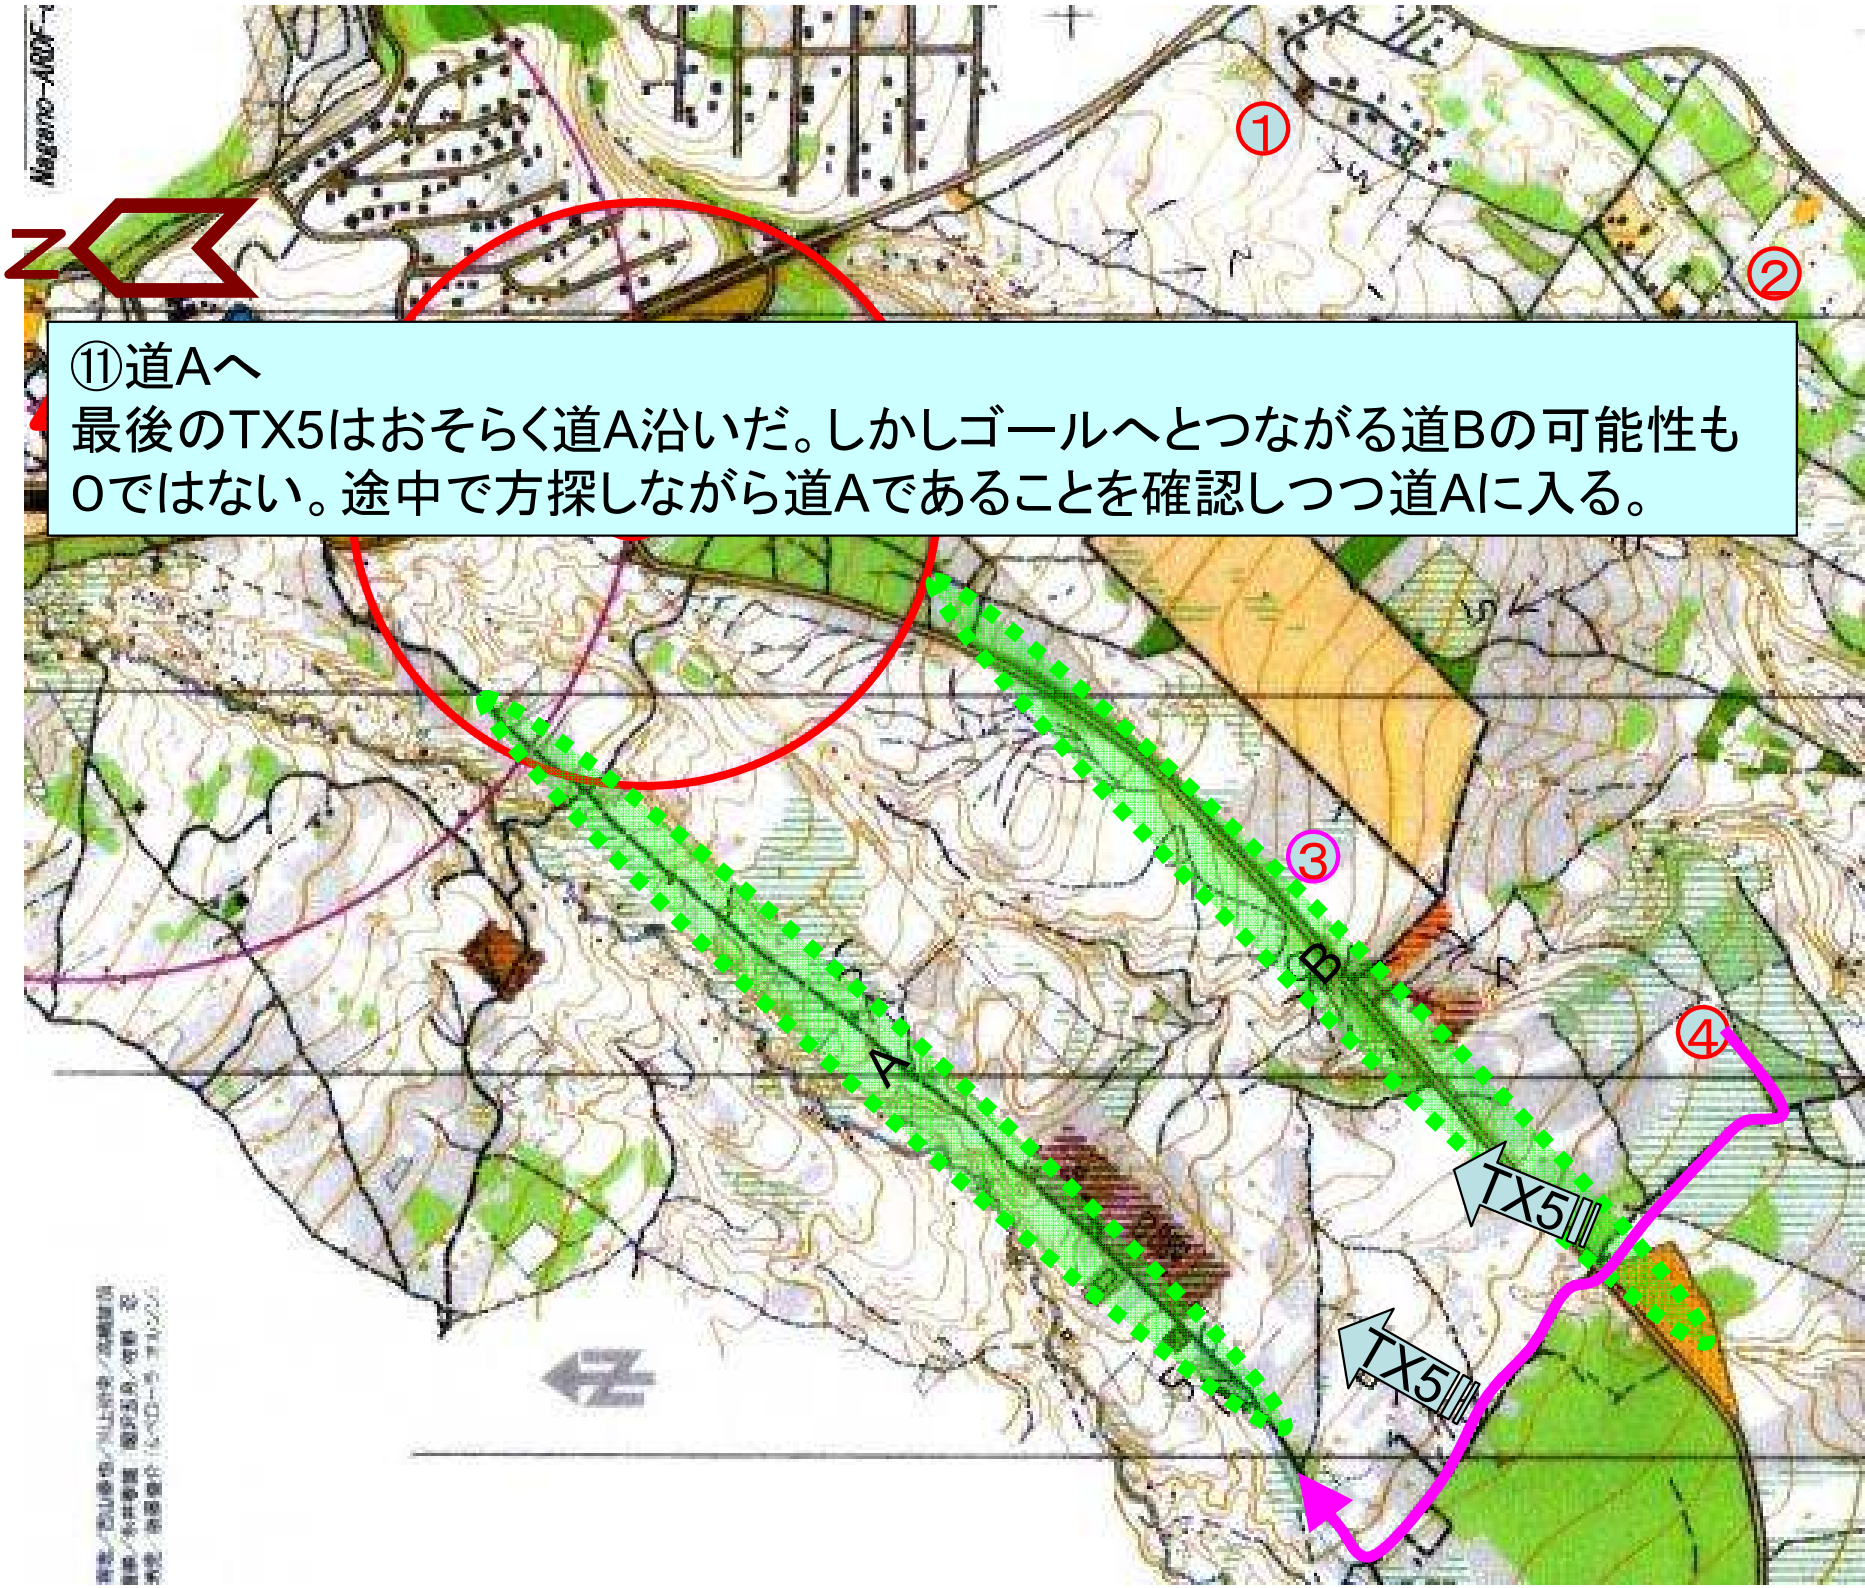 Nagano-ARDF-
①
N
②
⑪道Aへ
最後のTX5はおそらく道A沿いだ。しかしゴールへとつながる道Bの可能性も
0ではない。途中で方探しながら道Aであることを確認しつつ道Aに入る。
③
B
④
A
TX5
TX5
N